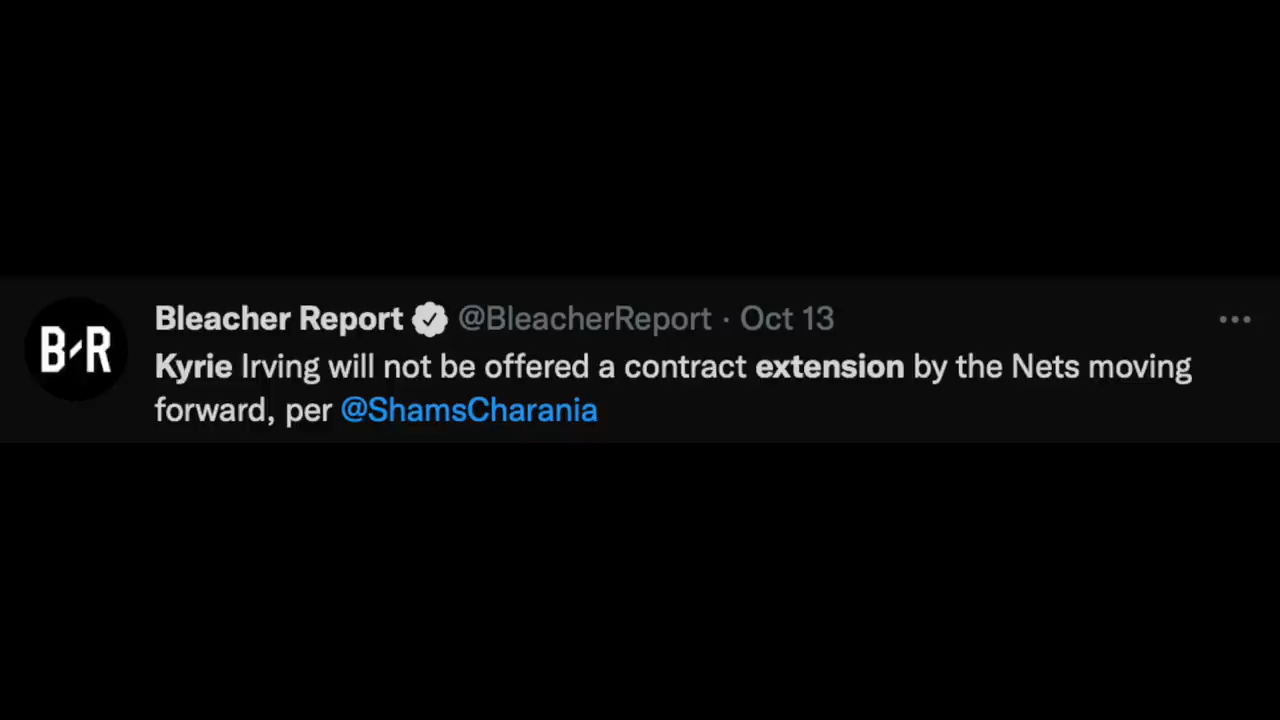 B/R
Bleacher Report @BleacherReport · Oct 13
Kyrie Irving will not be offered a contract extension by the Nets moving
forward, per @ShamsCharania